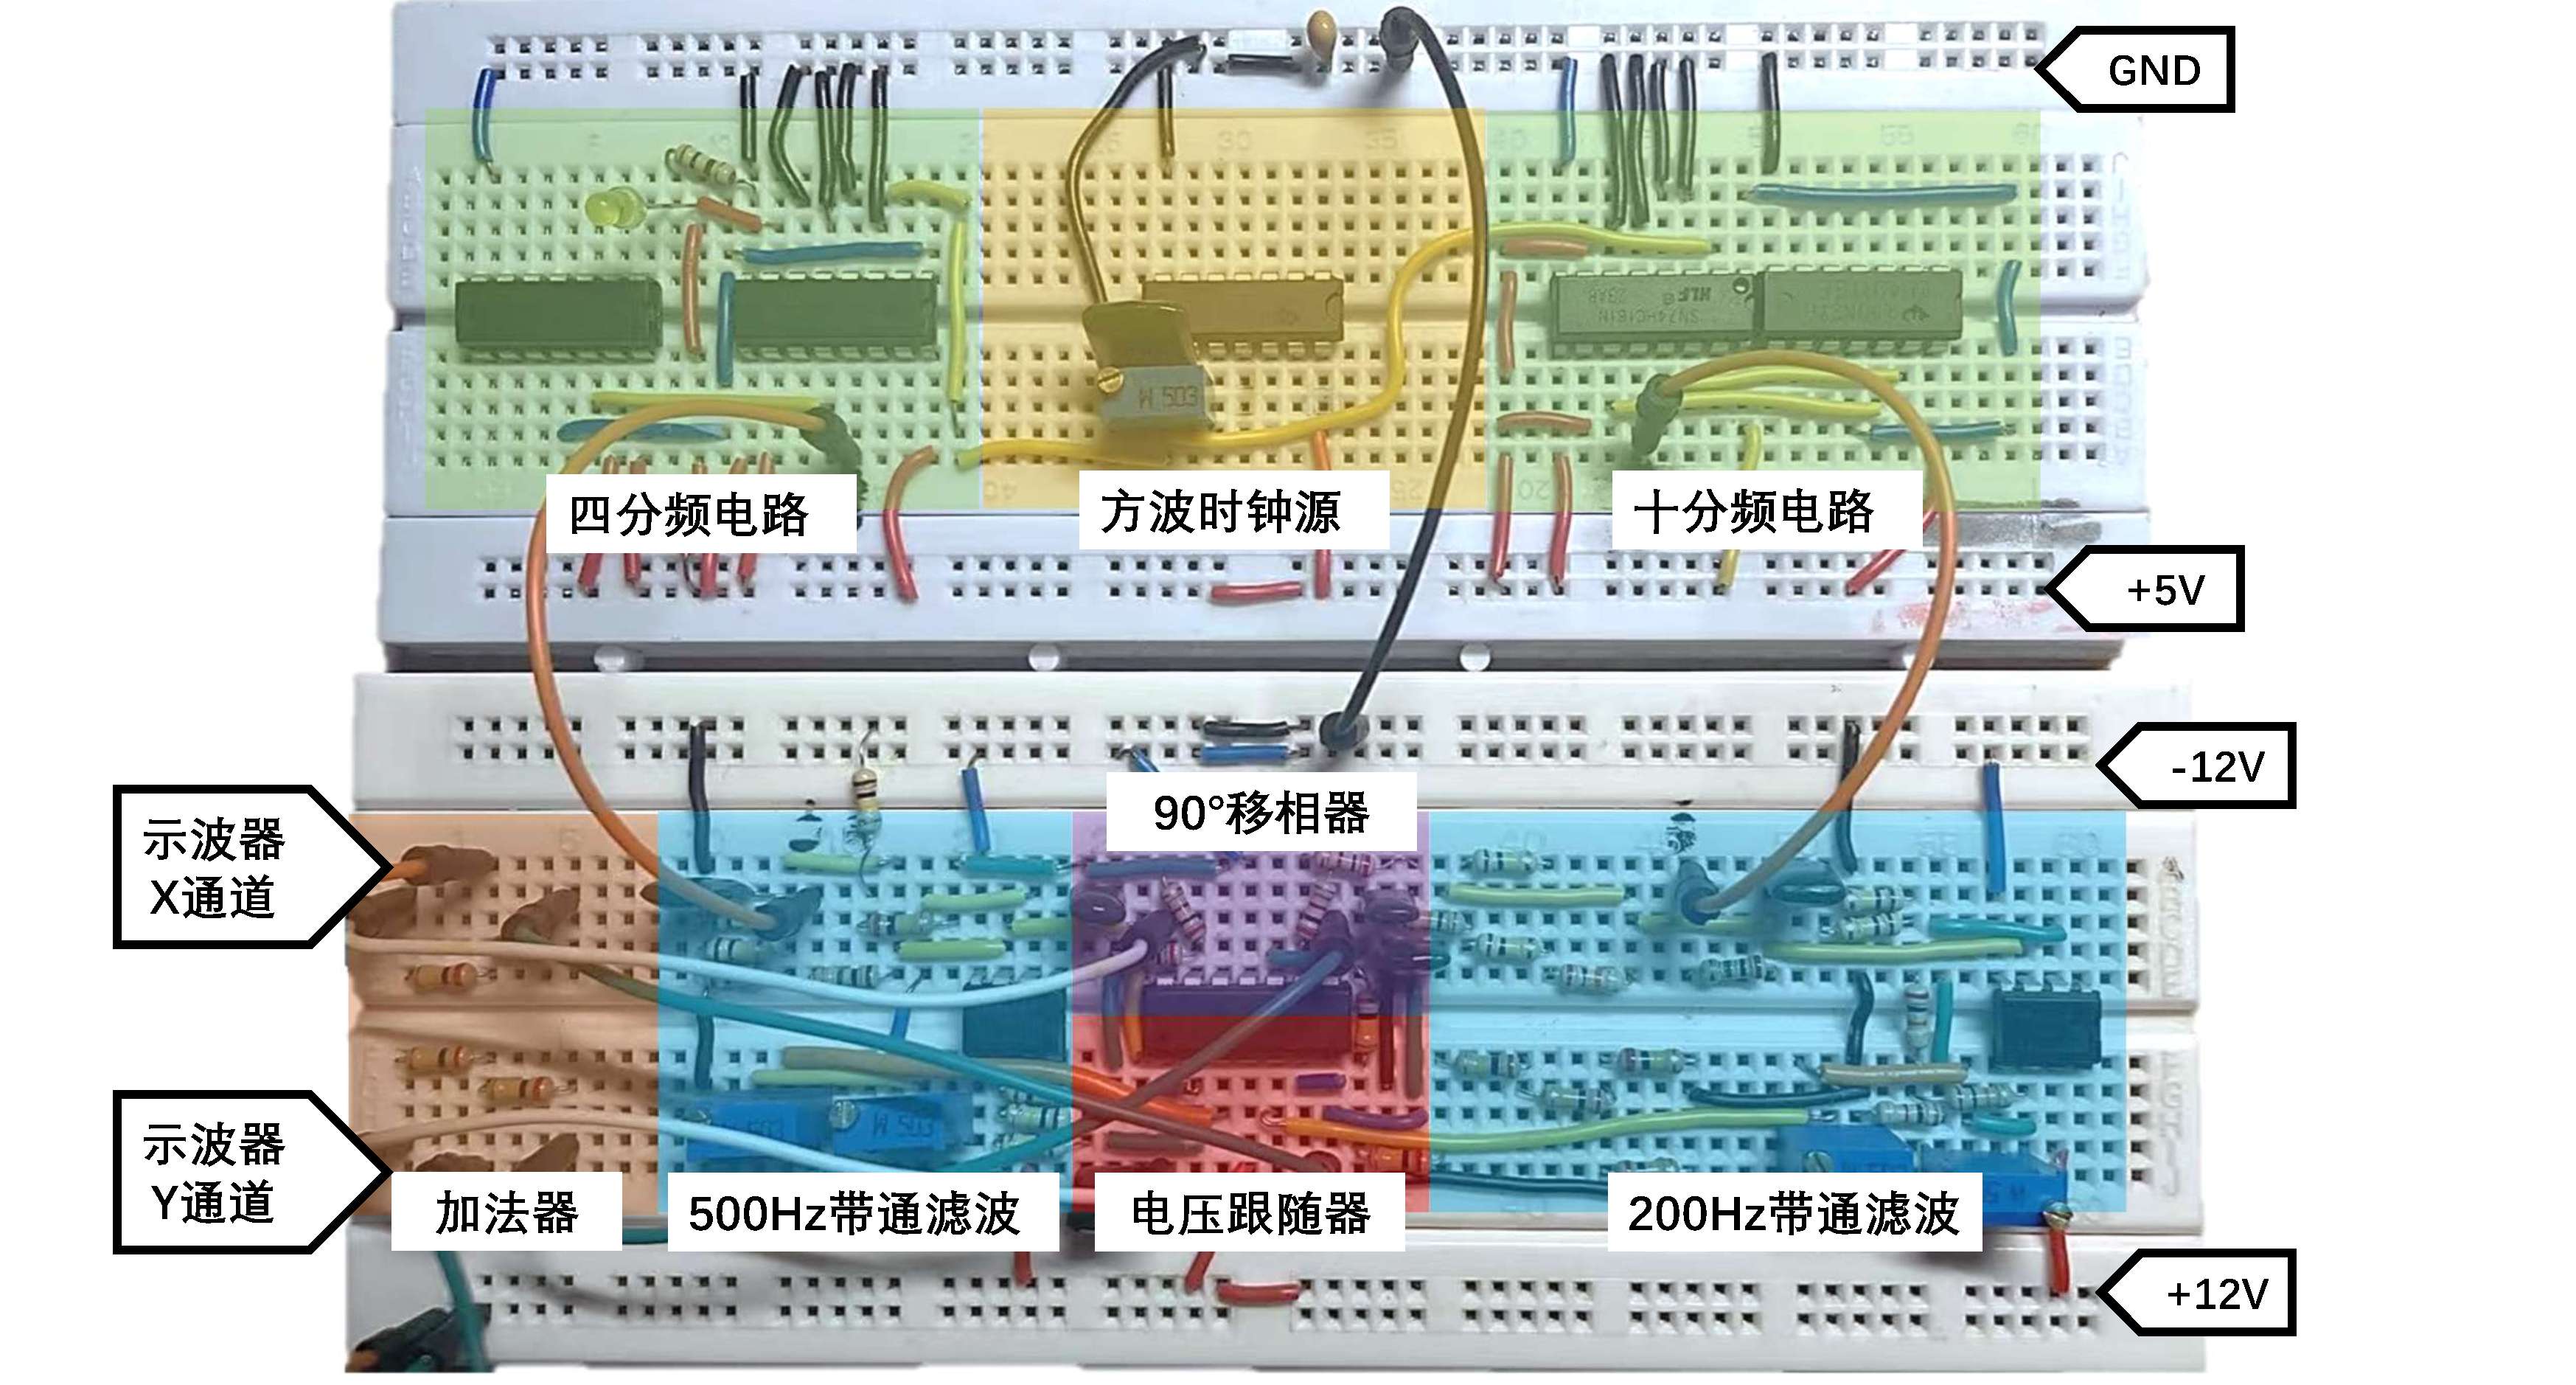 GND
四分频电路
方波时钟源
十分频电路
+5V
-12V
90°移相器
示波器
X通道
示波器
Y通道
加法器
500Hz带通滤波
电压跟随器
200Hz带通滤波
+12V
W 503
SN74HC161N
W 503